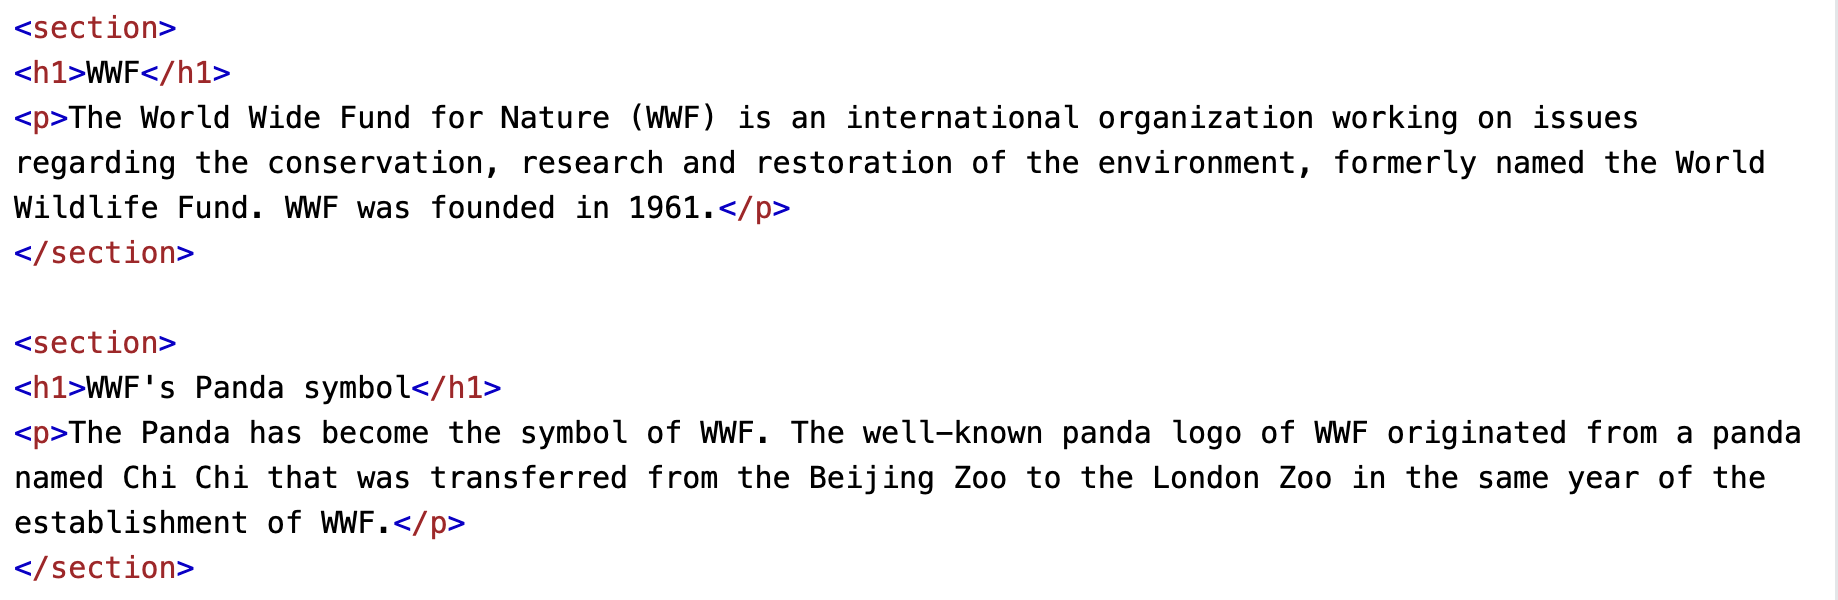 <section>
<h1>WWF</h1>
<p>The World Wide Fund for Nature (WWF) is an international organization working on issues
regarding the conservation, research and restoration of the environment, formerly named the World
Wildlife Fund. WWF was founded in 1961.</p>
</section>
<section>
<h1>WWF's Panda symbol</h1>
<p>The Panda has become the symbol of WWF. The well-known panda logo of WWF originated from a panda
named Chi Chi that was transferred from the Beijing Zoo to the London Zoo in the same year of the
establishment of WWF.</p>
</section>